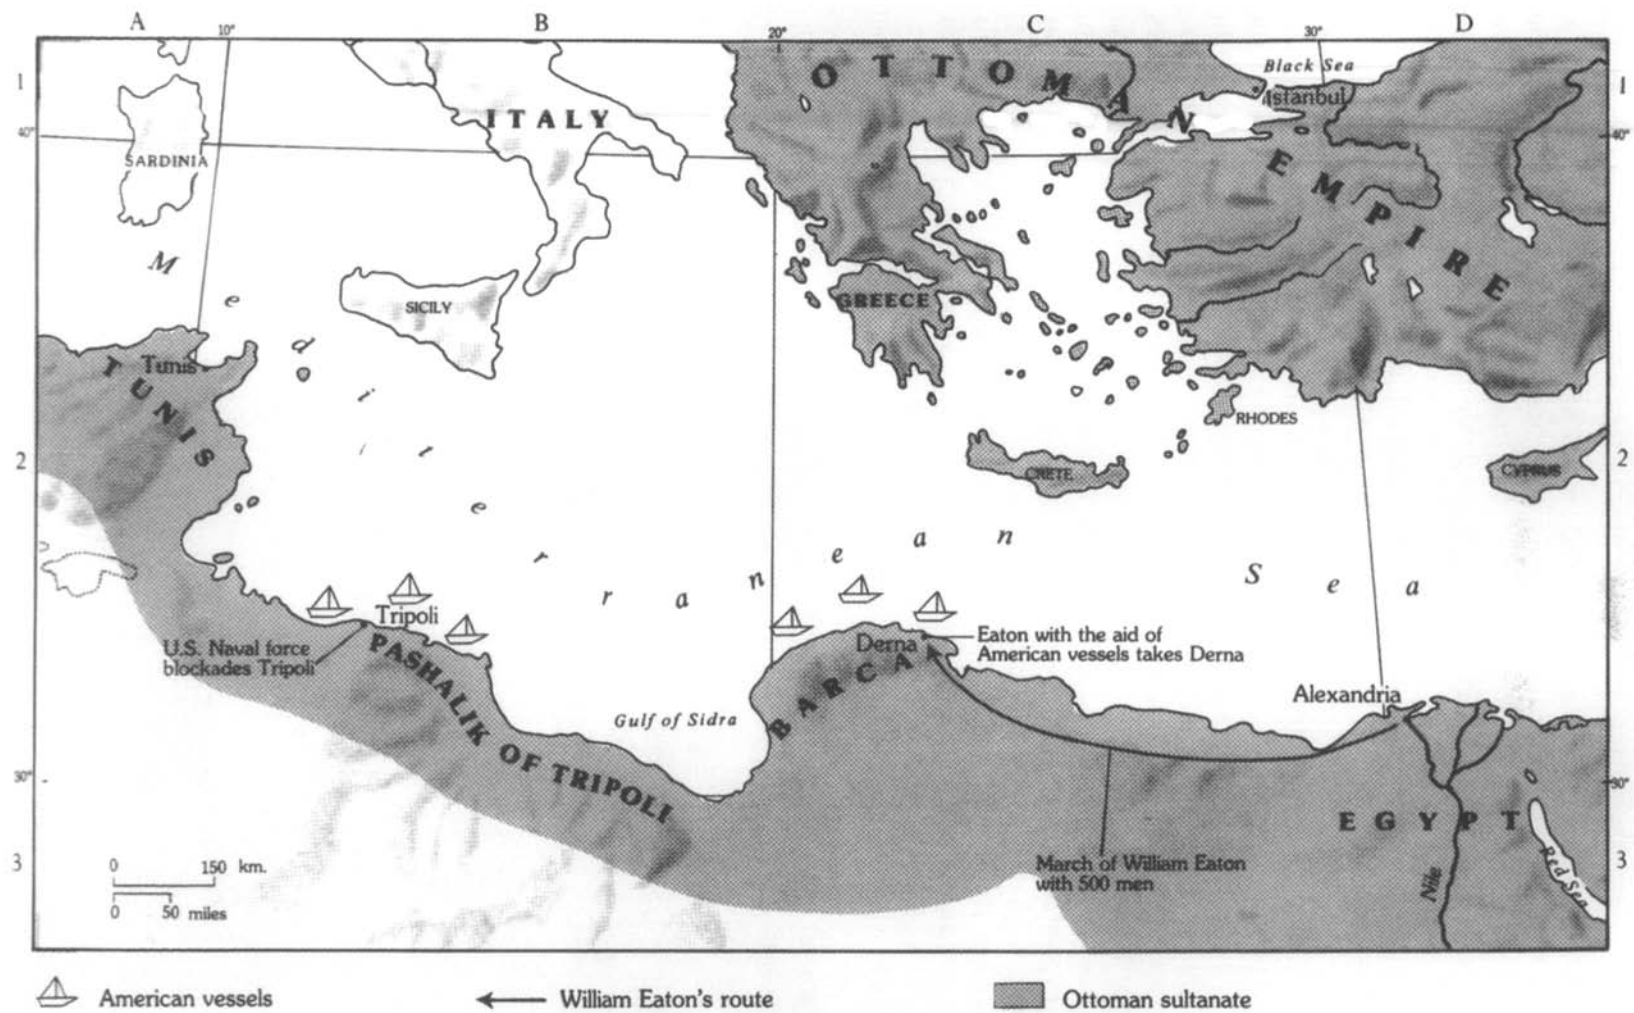 A B C D
10° 20° 30°
1 1
40° 40°
2 2
30° 30°
3 3
OTTOMAN EMPIRE
Black Sea
Istanbul
ITALY
SARDINIA
SICILY
GREECE
Mediterranean Sea
Tunis
TUNIS
RHODES
CRETE
CYPRUS
Tripoli
U.S. Naval force
blockades Tripoli
PASHALIK OF TRIPOLI
Gulf of Sidra
BARCA
Derna
Eaton with the aid of
American vessels takes Derna
Alexandria
EGYPT
Nile
Red Sea
March of William Eaton
with 500 men
0 150 km.
0 50 miles
American vessels
William Eaton's route
Ottoman sultanate